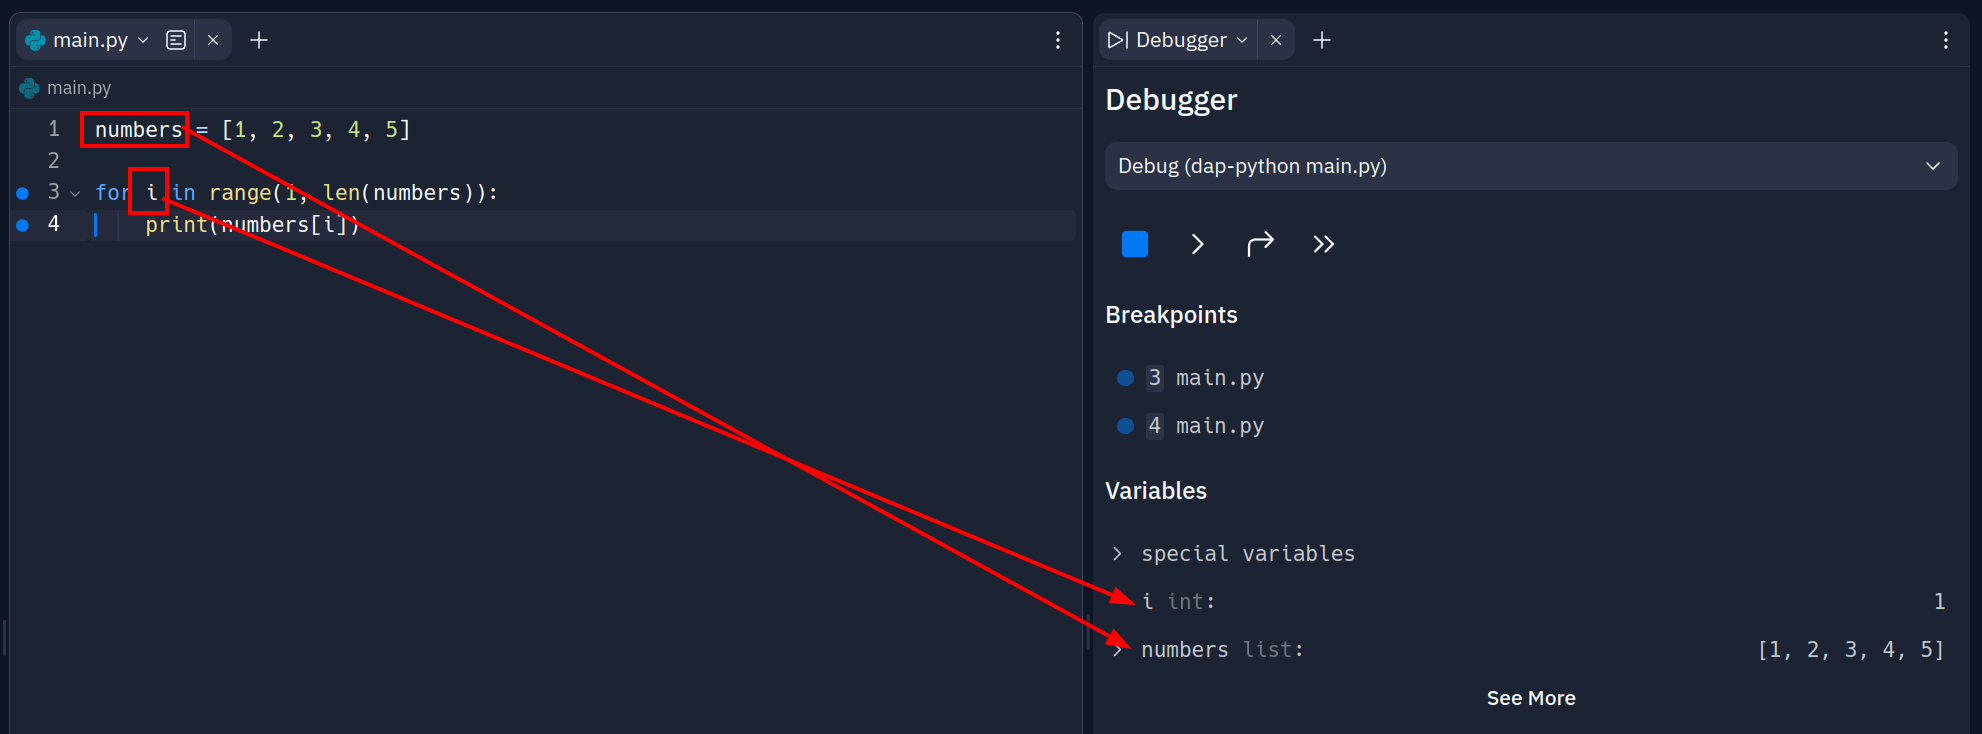 main.py
main.py
1 numbers = [1, 2, 3, 4, 5]
2
3 for i in range(1, len(numbers)):
4 print(numbers[i])
Debugger
Debugger
Debug (dap-python main.py)
Breakpoints
3 main.py
4 main.py
Variables
special variables
i int: 1
numbers list: [1, 2, 3, 4, 5]
See More